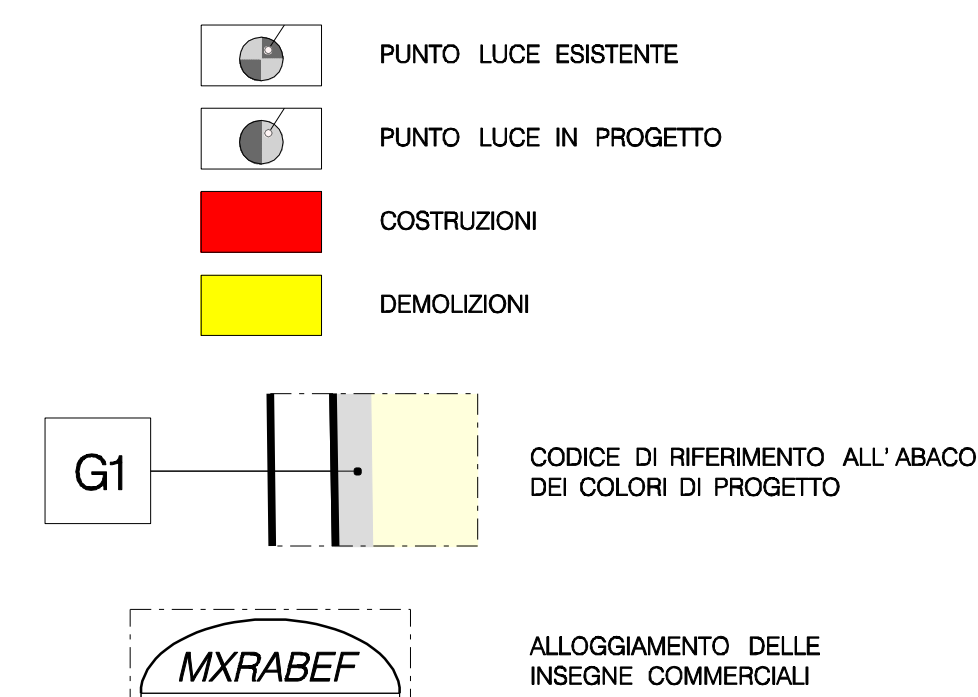 PUNTO LUCE ESISTENTE
PUNTO LUCE IN PROGETTO
COSTRUZIONI
DEMOLIZIONI
G1
CODICE DI RIFERIMENTO ALL'ABACO
DEI COLORI DI PROGETTO
MXRABEF
ALLOGGIAMENTO DELLE
INSEGNE COMMERCIALI